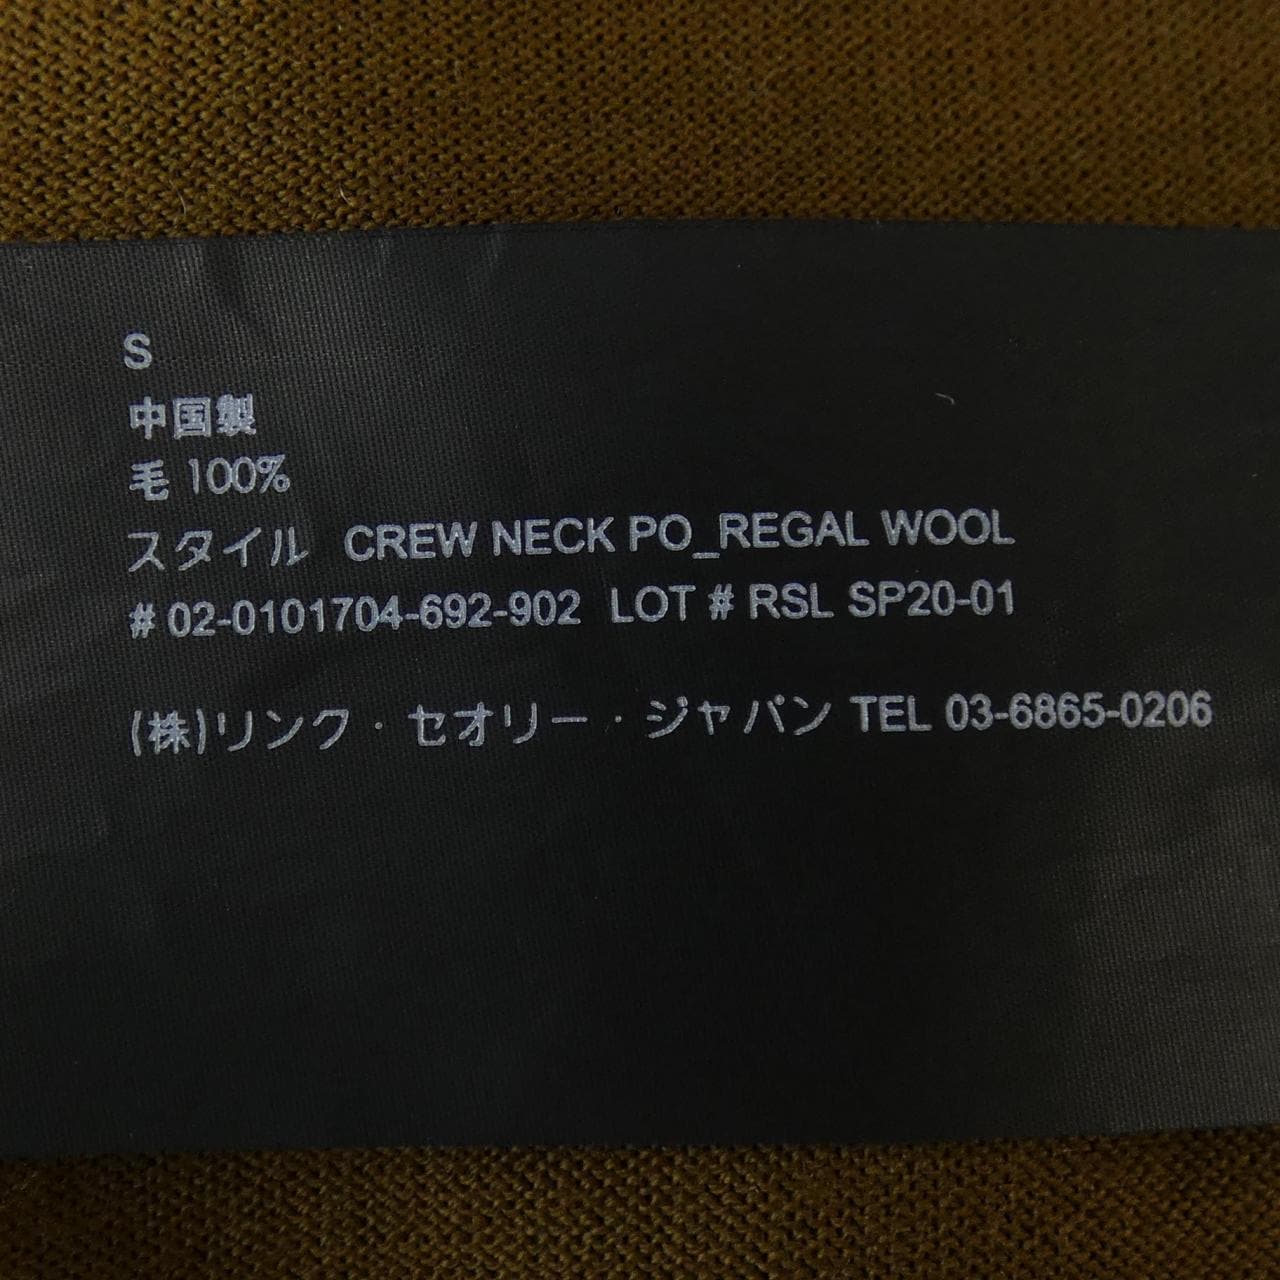 S
中国製
毛 100%
スタイル CREW NECK PO_REGAL WOOL
# 02-0101704-692-902 LOT # RSL SP20-01
(株)リンク・セオリー・ジャパン TEL 03-6865-0206